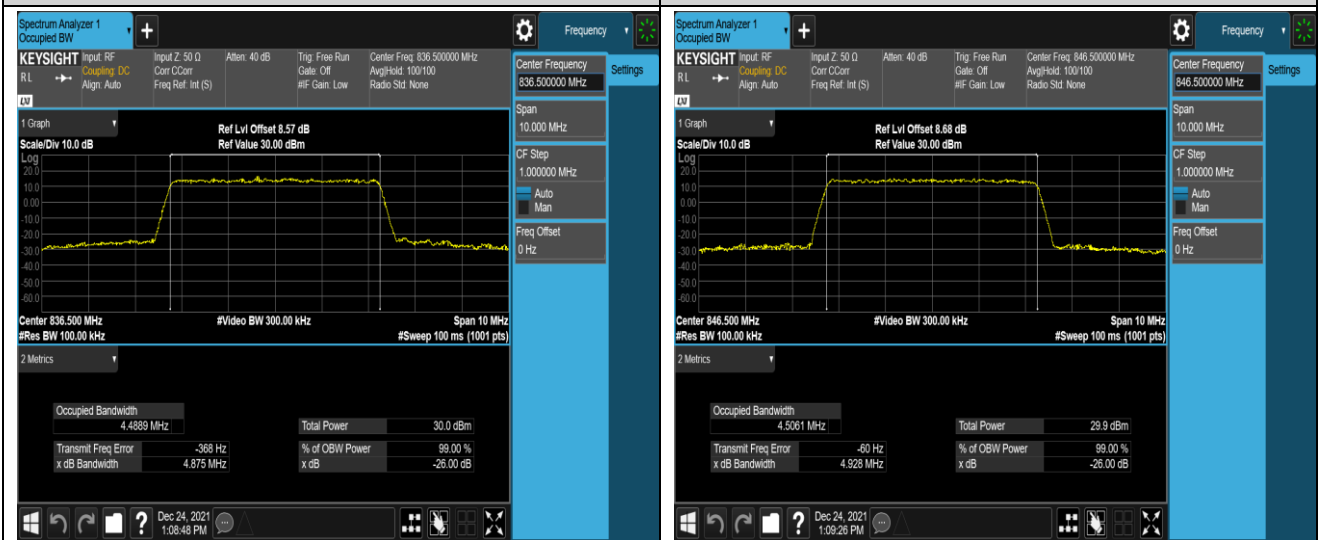 Spectrum Analyzer 1
Occupied BW
+
Frequency
KEYSIGHT
Input: RF
Coupling: DC
Align: Auto
Input Z: 50 Ω
Corr CCorr
Freq Ref: Int (S)
Atten: 40 dB
Trig: Free Run
Gate: Off
#IF Gain: Low
Center Freq: 836.500000 MHz
Avg|Hold: 100/100
Radio Std: None
R L
LXI
Center Frequency
836.500000 MHz
Settings
Span
10.000 MHz
CF Step
1.000000 MHz
Auto
Man
Freq Offset
0 Hz
1 Graph
Ref Lvl Offset 8.57 dB
Scale/Div 10.0 dB
Ref Value 30.00 dBm
Log
20.0
10.0
0.00
-10.0
-20.0
-30.0
-40.0
-50.0
-60.0
Center 836.500 MHz
#Video BW 300.00 kHz
Span 10 MHz
#Res BW 100.00 kHz
#Sweep 100 ms (1001 pts)
2 Metrics
Occupied Bandwidth
4.4889 MHz
Total Power 30.0 dBm
Transmit Freq Error -368 Hz
% of OBW Power 99.00 %
x dB Bandwidth 4.875 MHz
x dB -26.00 dB
?
Dec 24, 2021
1:08:48 PM
Spectrum Analyzer 1
Occupied BW
+
Frequency
KEYSIGHT
Input: RF
Coupling: DC
Align: Auto
Input Z: 50 Ω
Corr CCorr
Freq Ref: Int (S)
Atten: 40 dB
Trig: Free Run
Gate: Off
#IF Gain: Low
Center Freq: 846.500000 MHz
Avg|Hold: 100/100
Radio Std: None
R L
LXI
Center Frequency
846.500000 MHz
Settings
Span
10.000 MHz
CF Step
1.000000 MHz
Auto
Man
Freq Offset
0 Hz
1 Graph
Ref Lvl Offset 8.68 dB
Scale/Div 10.0 dB
Ref Value 30.00 dBm
Log
20.0
10.0
0.00
-10.0
-20.0
-30.0
-40.0
-50.0
-60.0
Center 846.500 MHz
#Video BW 300.00 kHz
Span 10 MHz
#Res BW 100.00 kHz
#Sweep 100 ms (1001 pts)
2 Metrics
Occupied Bandwidth
4.5061 MHz
Total Power 29.9 dBm
Transmit Freq Error -60 Hz
% of OBW Power 99.00 %
x dB Bandwidth 4.928 MHz
x dB -26.00 dB
?
Dec 24, 2021
1:09:26 PM